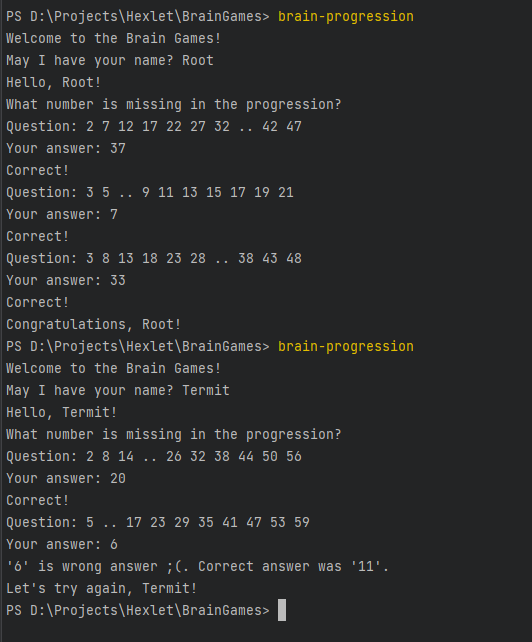 PS D:\Projects\Hexlet\BrainGames> brain-progression
Welcome to the Brain Games!
May I have your name? Root
Hello, Root!
What number is missing in the progression?
Question: 2 7 12 17 22 27 32 .. 42 47
Your answer: 37
Correct!
Question: 3 5 .. 9 11 13 15 17 19 21
Your answer: 7
Correct!
Question: 3 8 13 18 23 28 .. 38 43 48
Your answer: 33
Correct!
Congratulations, Root!
PS D:\Projects\Hexlet\BrainGames> brain-progression
Welcome to the Brain Games!
May I have your name? Termit
Hello, Termit!
What number is missing in the progression?
Question: 2 8 14 .. 26 32 38 44 50 56
Your answer: 20
Correct!
Question: 5 .. 17 23 29 35 41 47 53 59
Your answer: 6
'6' is wrong answer ;(. Correct answer was '11'.
Let's try again, Termit!
PS D:\Projects\Hexlet\BrainGames>